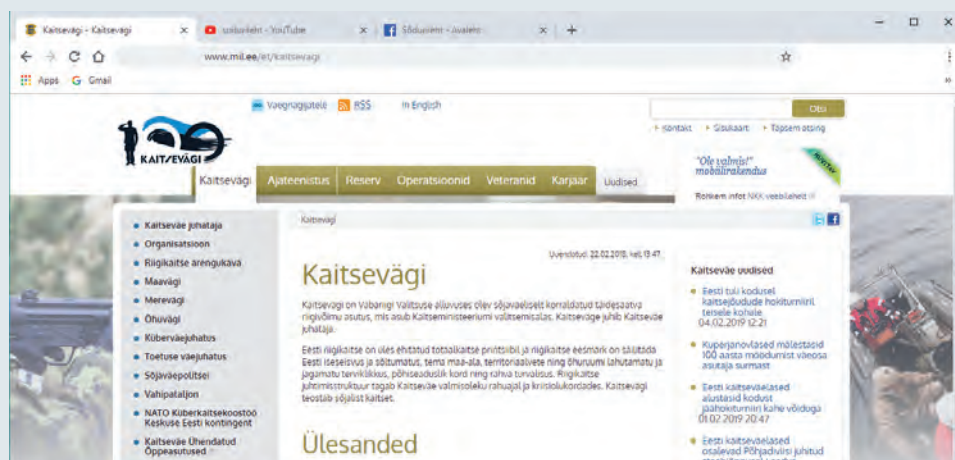 Kaitsevägi - Kaitsevägi
- YouTube
Sõdurileht - Avaleht
www.mil.ee/et/kaitsevagi
Apps
Gmail
Vaegnägijatele
RSS
In English
Otsi
Kontakt
Sisukaart
Täpsem otsing
100
KAITSEVÄGI
"Ole valmis!"
mobiilirakendus
Rohkem infot NKK veebilehelt !!!
Kaitsevägi
Ajateenistus
Reserv
Operatsioonid
Veteranid
Karjäär
Uudised
Kaitseväe juhataja
Organisatsioon
Riigikaitse arengukava
Maavägi
Merevägi
Õhuvägi
Küberväejuhatus
Toetuse väejuhatus
Sõjaväepolitsei
Vahipataljon
NATO Küberkaitsekoostöö
Keskuse Eesti kontingent
Kaitseväe Ühendatud
Õppeasutused
Kaitsevägi
Uuendatud: 22.02.2018, kell 13:47
Kaitsevägi
Kaitsevägi on Vabariigi Valitsuse alluvuses olev sõjaväeliselt korraldatud täidesaatva
riigivõimu asutus, mis asub Kaitseministeeriumi valitsemisalas. Kaitseväge juhib Kaitseväe
juhataja.
Eesti riigikaitse on üles ehitatud totaalkaitse printsiibil ja riigikaitse eesmärk on säilitada
Eesti iseseisvus ja sõltumatus, tema maa-ala, territoriaalvete ning õhuruumi lahutamatu ja
jagamatu terviklikkus, põhiseaduslik kord ning rahva turvalisus. Riigikaitse
juhtimisstruktuur tagab Kaitseväe valmisoleku rahuajal ja kriisiolukordades. Kaitsevägi
teostab sõjalist kaitset.
Ülesanded
Kaitseväe uudised
Eesti tuli kodusel
kaitsejõudude hokiturniiril
teisele kohale
04.02.2019 12:21
Kuperjanovlased mälestasid
100 aasta möödumist väeosa
asutaja surmast
Eesti kaitseväelased
alustasid kodust
jäähokiturniiri kahe võiduga
01.02.2019 20:47
Eesti kaitseväelased
osalevad Põhjadiviisi juhitud